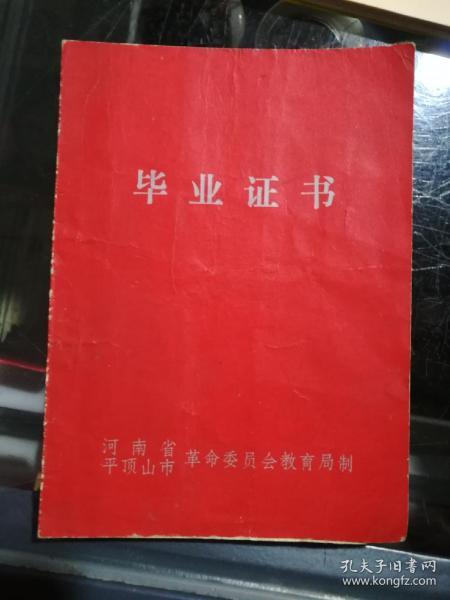 毕业证书
河南省
平顶山市 革命委员会教育局制
孔夫子旧书网
www.kongfz.com